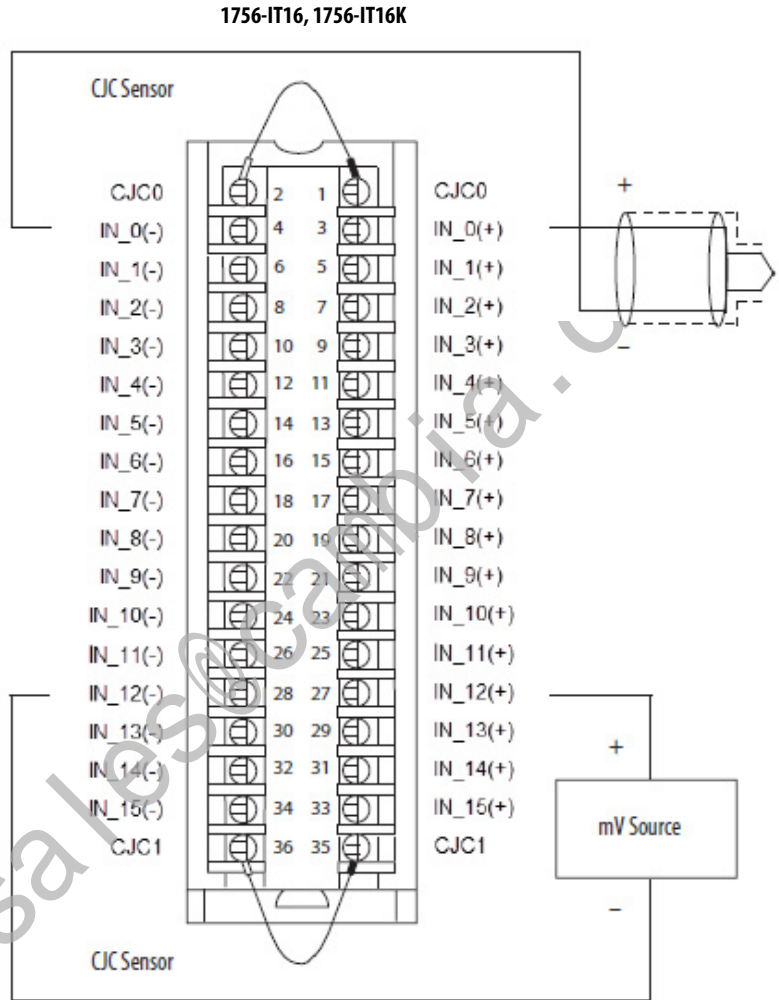 1756-IT16, 1756-IT16K
CJC Sensor
CJC0 2 1 CJC0 +
IN_0(-) 4 3 IN_0(+)
IN_1(-) 6 5 IN_1(+)
IN_2(-) 8 7 IN_2(+)
IN_3(-) 10 9 IN_3(+) −
IN_4(-) 12 11 IN_4(+)
IN_5(-) 14 13 IN_5(+)
IN_6(-) 16 15 IN_6(+)
IN_7(-) 18 17 IN_7(+)
IN_8(-) 20 19 IN_8(+)
IN_9(-) 22 21 IN_9(+)
IN_10(-) 24 23 IN_10(+)
IN_11(-) 26 25 IN_11(+)
IN_12(-) 28 27 IN_12(+)
IN_13(-) 30 29 IN_13(+) +
IN_14(-) 32 31 IN_14(+)
IN_15(-) 34 33 IN_15(+) mV Source
CJC1 36 35 CJC1
−
CJC Sensor
sales@cambia.c